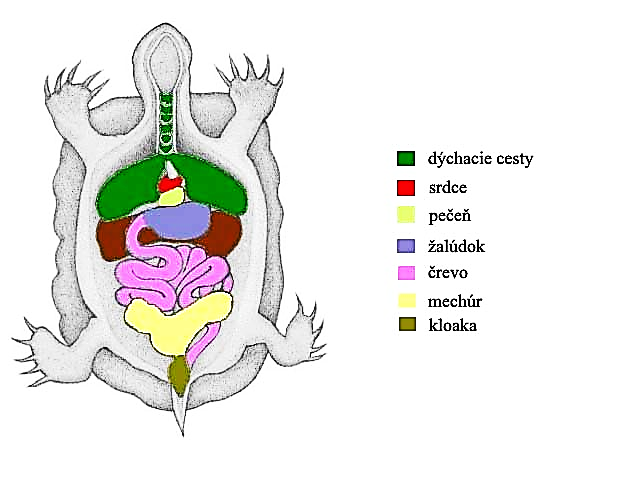 dýchacie cesty
srdce
pečeň
žalúdok
črevo
mechúr
kloaka